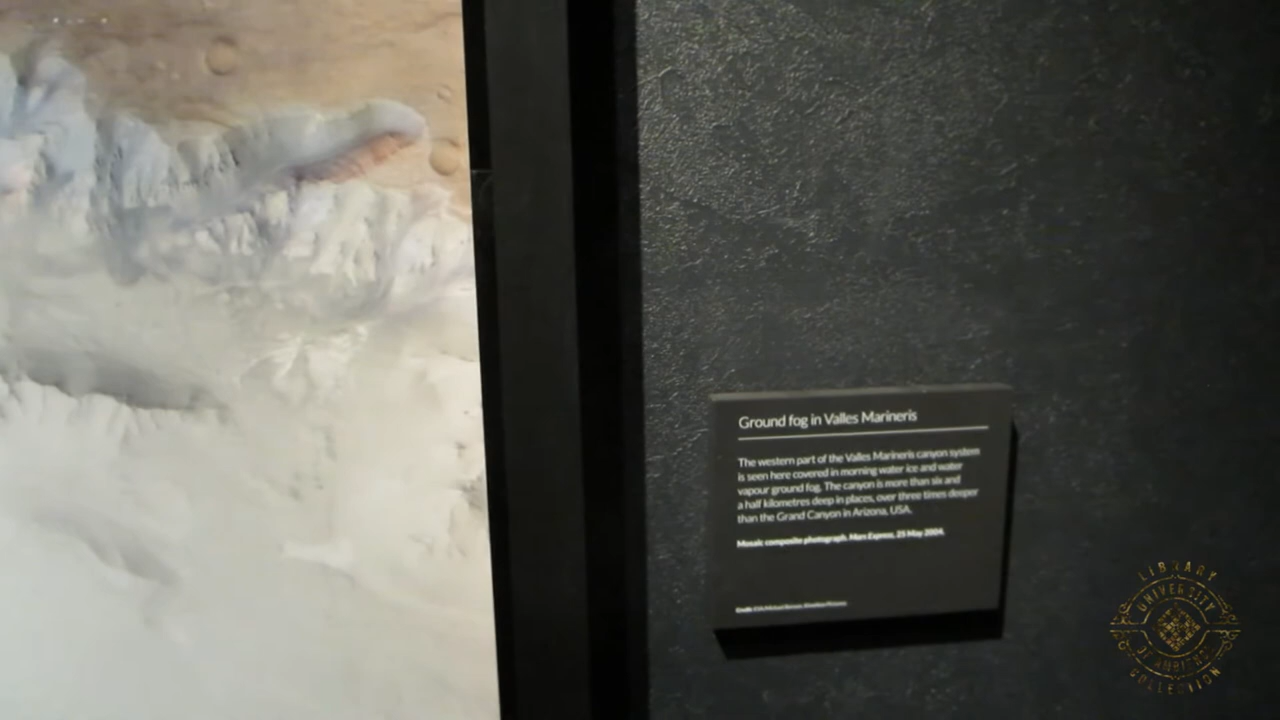 Ground fog in Valles Marineris
The western part of the Valles Marineris canyon system
is seen here covered in morning water ice and water
vapour ground fog. The canyon is more than six and
a half kilometres deep in places, over three times deeper
than the Grand Canyon in Arizona, USA.
Mosaic composite photograph. Mars Express, 25 May 2004.
LIBRARY
UNIVERSITY
COLLECTION